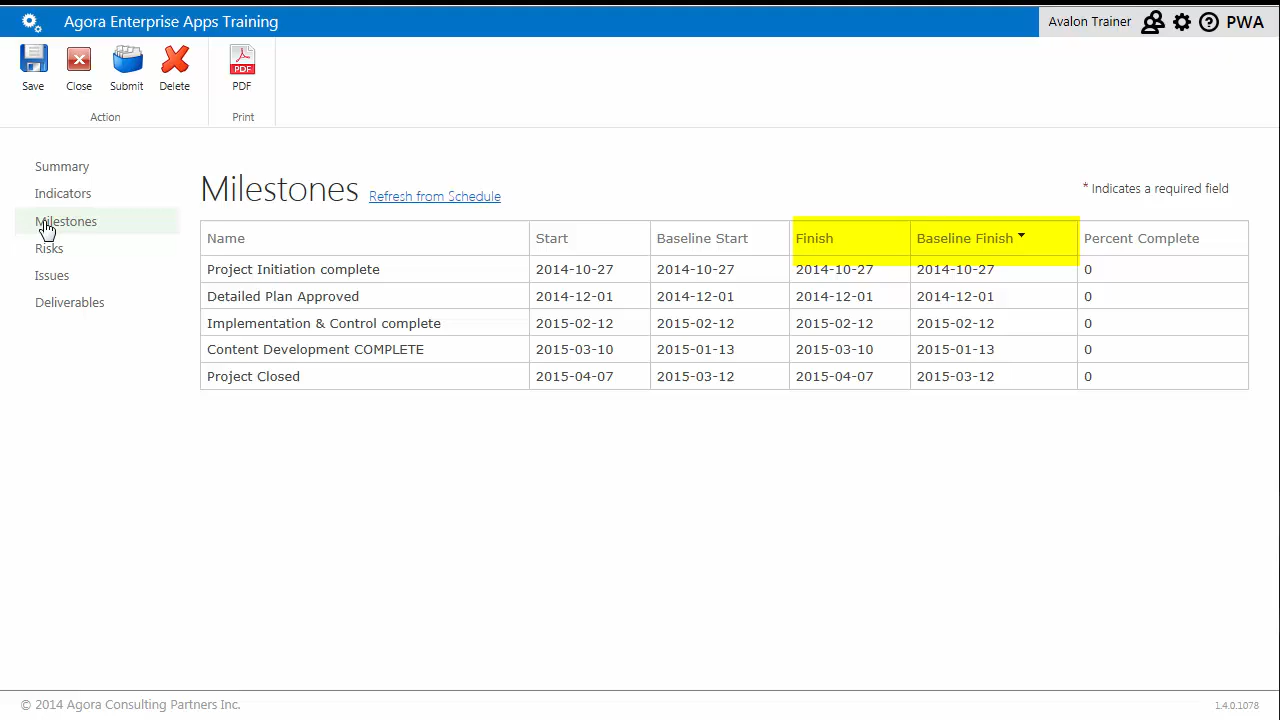 Agora Enterprise Apps Training
Avalon Trainer PWA
Save Close Submit Delete PDF
PDF
Action Print
Summary
Indicators
Milestones
Risks
Issues
Deliverables
Milestones Refresh from Schedule * Indicates a required field
Name Start Baseline Start Finish Baseline Finish Percent Complete
Project Initiation complete 2014-10-27 2014-10-27 2014-10-27 2014-10-27 0
Detailed Plan Approved 2014-12-01 2014-12-01 2014-12-01 2014-12-01 0
Implementation & Control complete 2015-02-12 2015-02-12 2015-02-12 2015-02-12 0
Content Development COMPLETE 2015-03-10 2015-01-13 2015-03-10 2015-01-13 0
Project Closed 2015-04-07 2015-03-12 2015-04-07 2015-03-12 0
© 2014 Agora Consulting Partners Inc. 1.4.0.1078